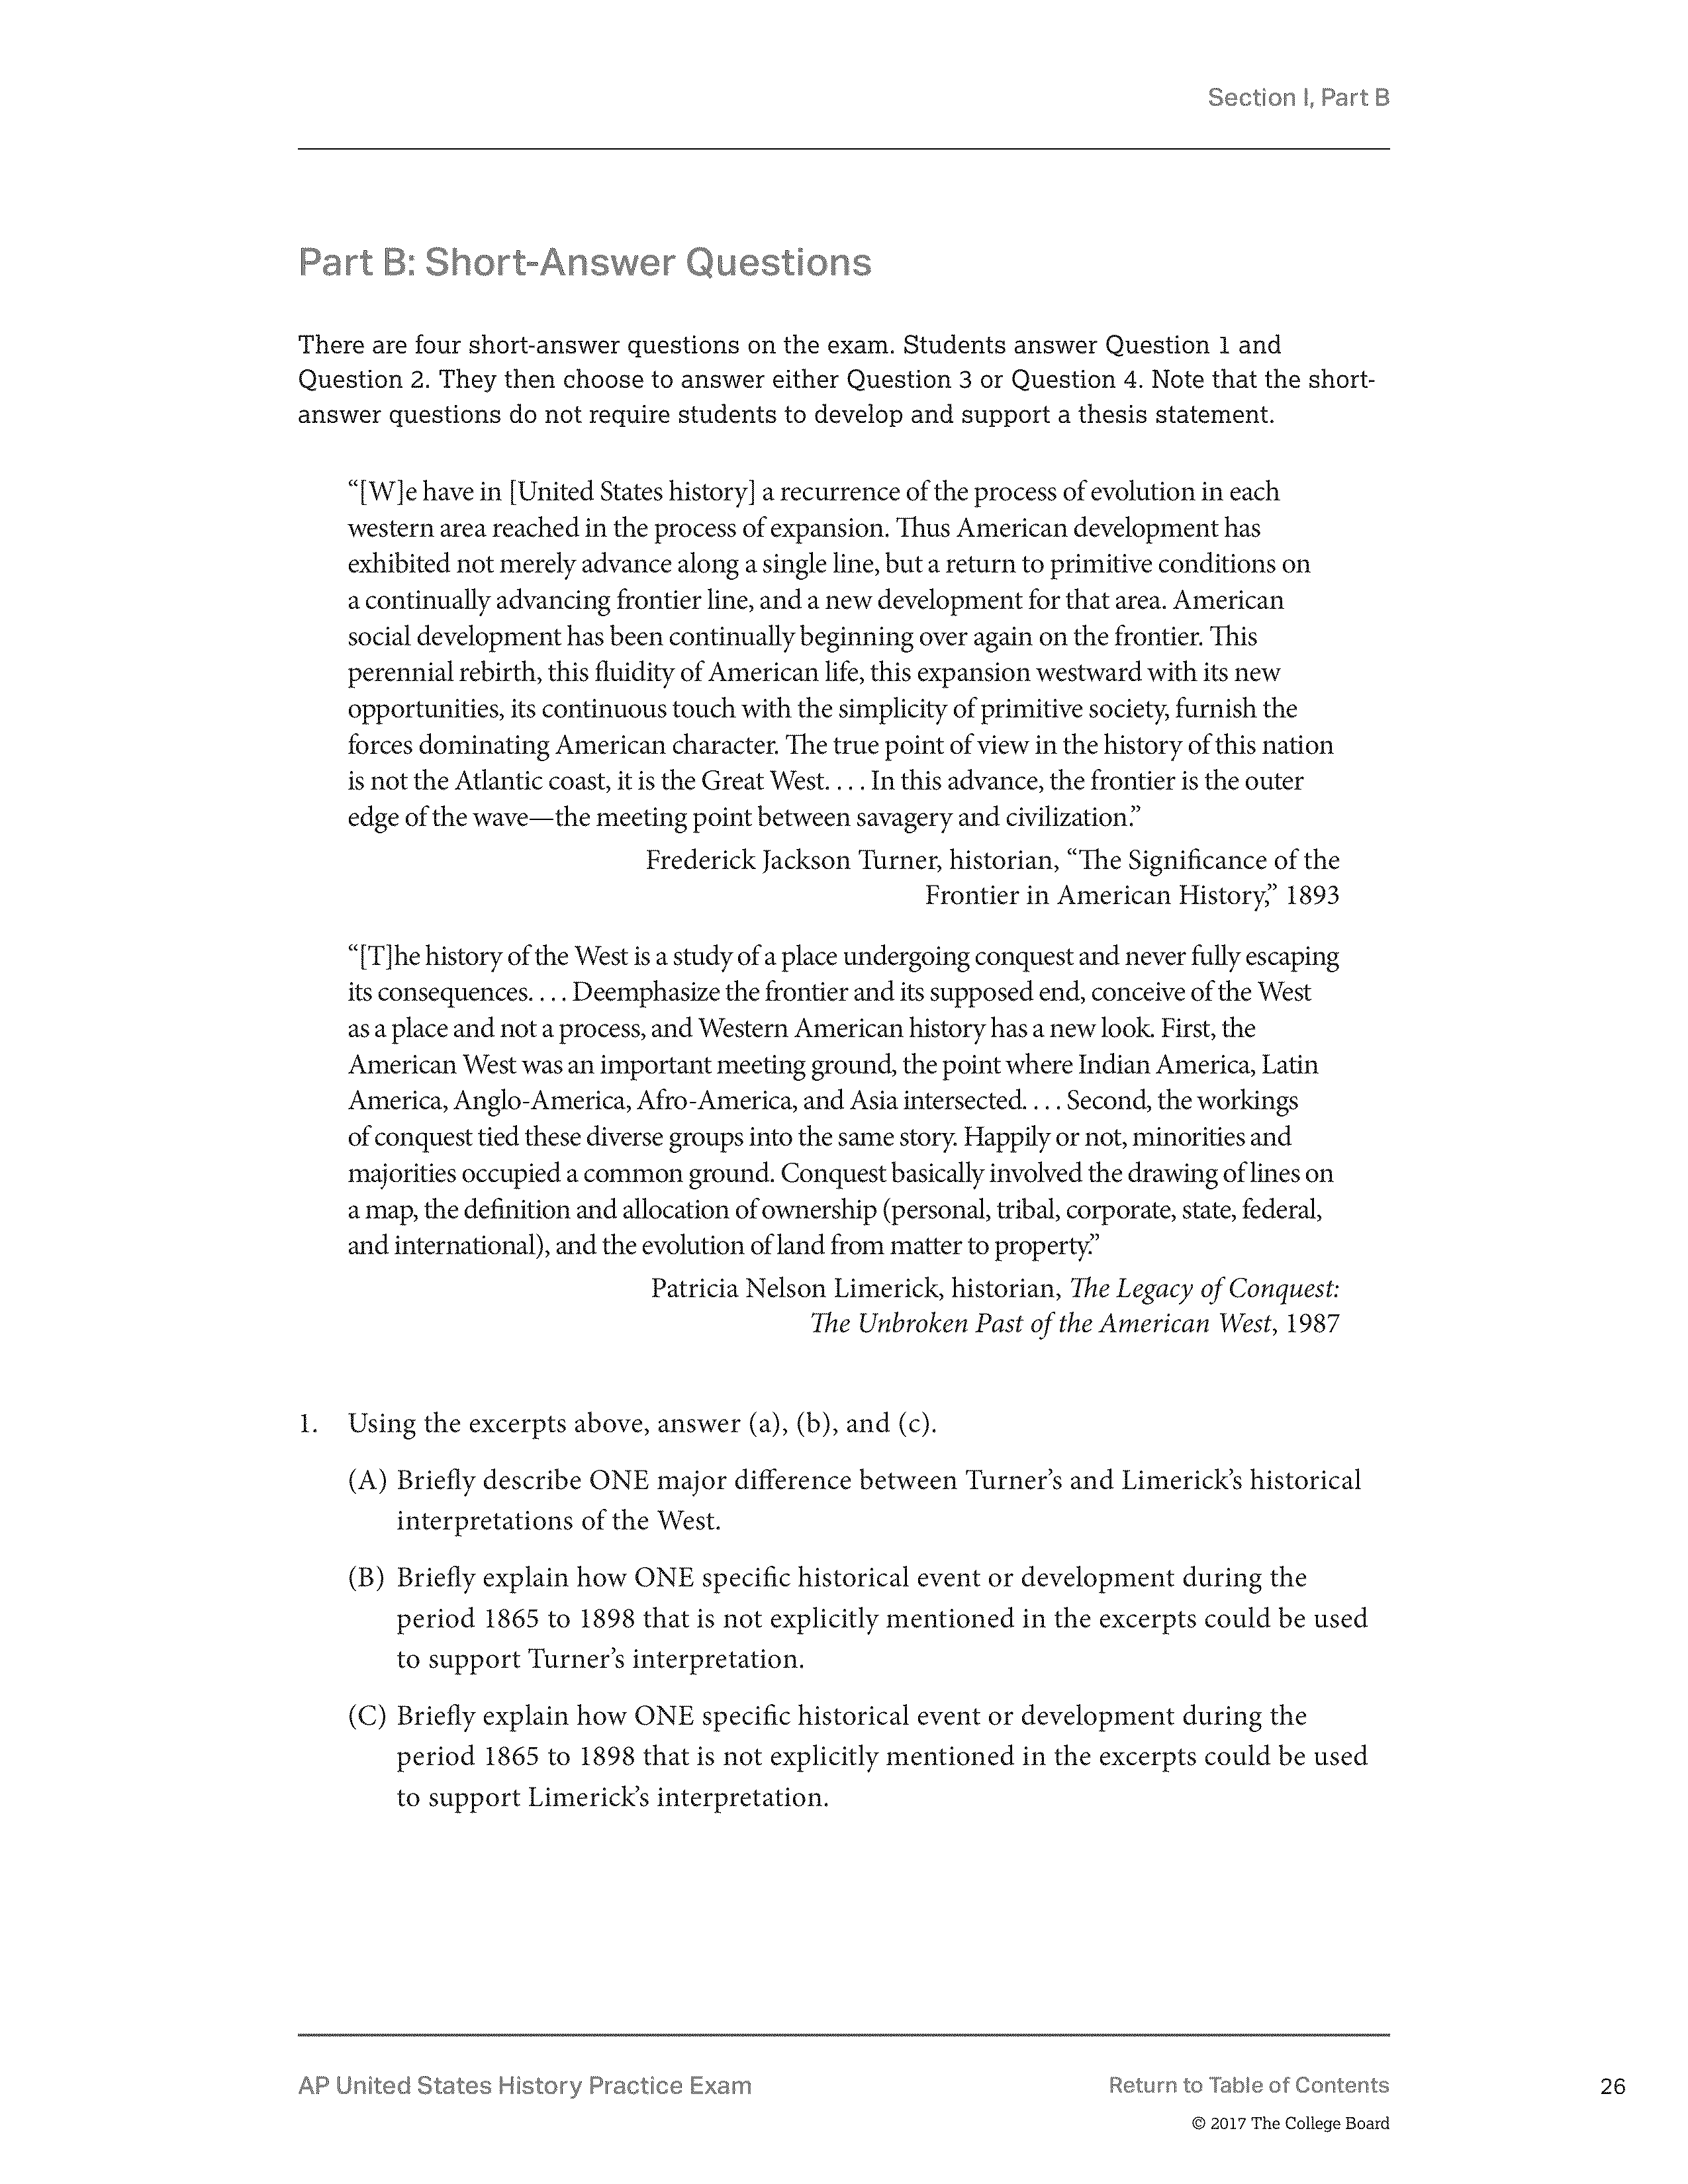 Section I, Part B
Part B: Short-Answer Questions
There are four short-answer questions on the exam. Students answer Question 1 and
Question 2. They then choose to answer either Question 3 or Question 4. Note that the short-
answer questions do not require students to develop and support a thesis statement.
“[W]e have in [United States history] a recurrence of the process of evolution in each
western area reached in the process of expansion. Thus American development has
exhibited not merely advance along a single line, but a return to primitive conditions on
a continually advancing frontier line, and a new development for that area. American
social development has been continually beginning over again on the frontier. This
perennial rebirth, this fluidity of American life, this expansion westward with its new
opportunities, its continuous touch with the simplicity of primitive society, furnish the
forces dominating American character. The true point of view in the history of this nation
is not the Atlantic coast, it is the Great West. . . . In this advance, the frontier is the outer
edge of the wave—the meeting point between savagery and civilization.”
Frederick Jackson Turner, historian, “The Significance of the
Frontier in American History,” 1893
“[T]he history of the West is a study of a place undergoing conquest and never fully escaping
its consequences. . . . Deemphasize the frontier and its supposed end, conceive of the West
as a place and not a process, and Western American history has a new look. First, the
American West was an important meeting ground, the point where Indian America, Latin
America, Anglo-America, Afro-America, and Asia intersected. . . . Second, the workings
of conquest tied these diverse groups into the same story. Happily or not, minorities and
majorities occupied a common ground. Conquest basically involved the drawing of lines on
a map, the definition and allocation of ownership (personal, tribal, corporate, state, federal,
and international), and the evolution of land from matter to property.”
Patricia Nelson Limerick, historian, The Legacy of Conquest:
The Unbroken Past of the American West, 1987
1. Using the excerpts above, answer (a), (b), and (c).
(A) Briefly describe ONE major difference between Turner’s and Limerick’s historical
interpretations of the West.
(B) Briefly explain how ONE specific historical event or development during the
period 1865 to 1898 that is not explicitly mentioned in the excerpts could be used
to support Turner’s interpretation.
(C) Briefly explain how ONE specific historical event or development during the
period 1865 to 1898 that is not explicitly mentioned in the excerpts could be used
to support Limerick’s interpretation.
AP United States History Practice Exam
Return to Table of Contents
26
© 2017 The College Board